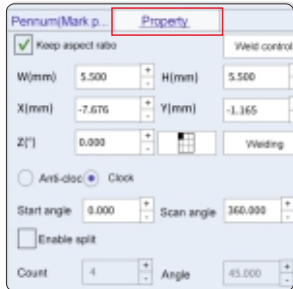 Pennum(Mark p... Property
Keep aspect ratio Weld control
W(mm) 5.500 + - H(mm) 5.500
X(mm) -7.676 + - Y(mm) -1.165
Z(°) 0.000 + - Welding
Anti-cloc Clock
Start angle 0.000 + - Scan angle 360.000
Enable split
Count 4 + - Angle 45.000